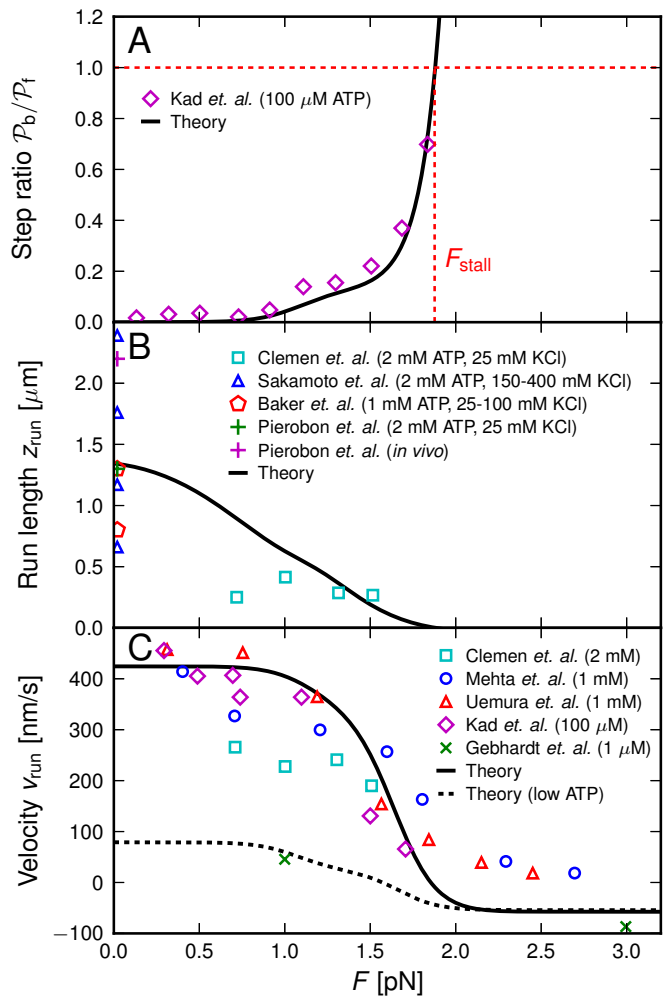 1.2
A
1.0
Kad et. al. (100 μM ATP)
Theory
0.8
0.6
0.4
0.2
0.0
Step ratio 𝒫b/𝒫f
Fstall
B
Clemen et. al. (2 mM ATP, 25 mM KCl)
Sakamoto et. al. (2 mM ATP, 150-400 mM KCl)
Baker et. al. (1 mM ATP, 25-100 mM KCl)
Pierobon et. al. (2 mM ATP, 25 mM KCl)
Pierobon et. al. (in vivo)
Theory
2.0
1.5
1.0
0.5
0.0
Run length zrun [μm]
C
Clemen et. al. (2 mM)
Mehta et. al. (1 mM)
Uemura et. al. (1 mM)
Kad et. al (100 μM)
Gebhardt et. al. (1 μM)
Theory
Theory (low ATP)
400
300
200
100
0
−100
Velocity vrun [nm/s]
0.0 0.5 1.0 1.5 2.0 2.5 3.0
F [pN]